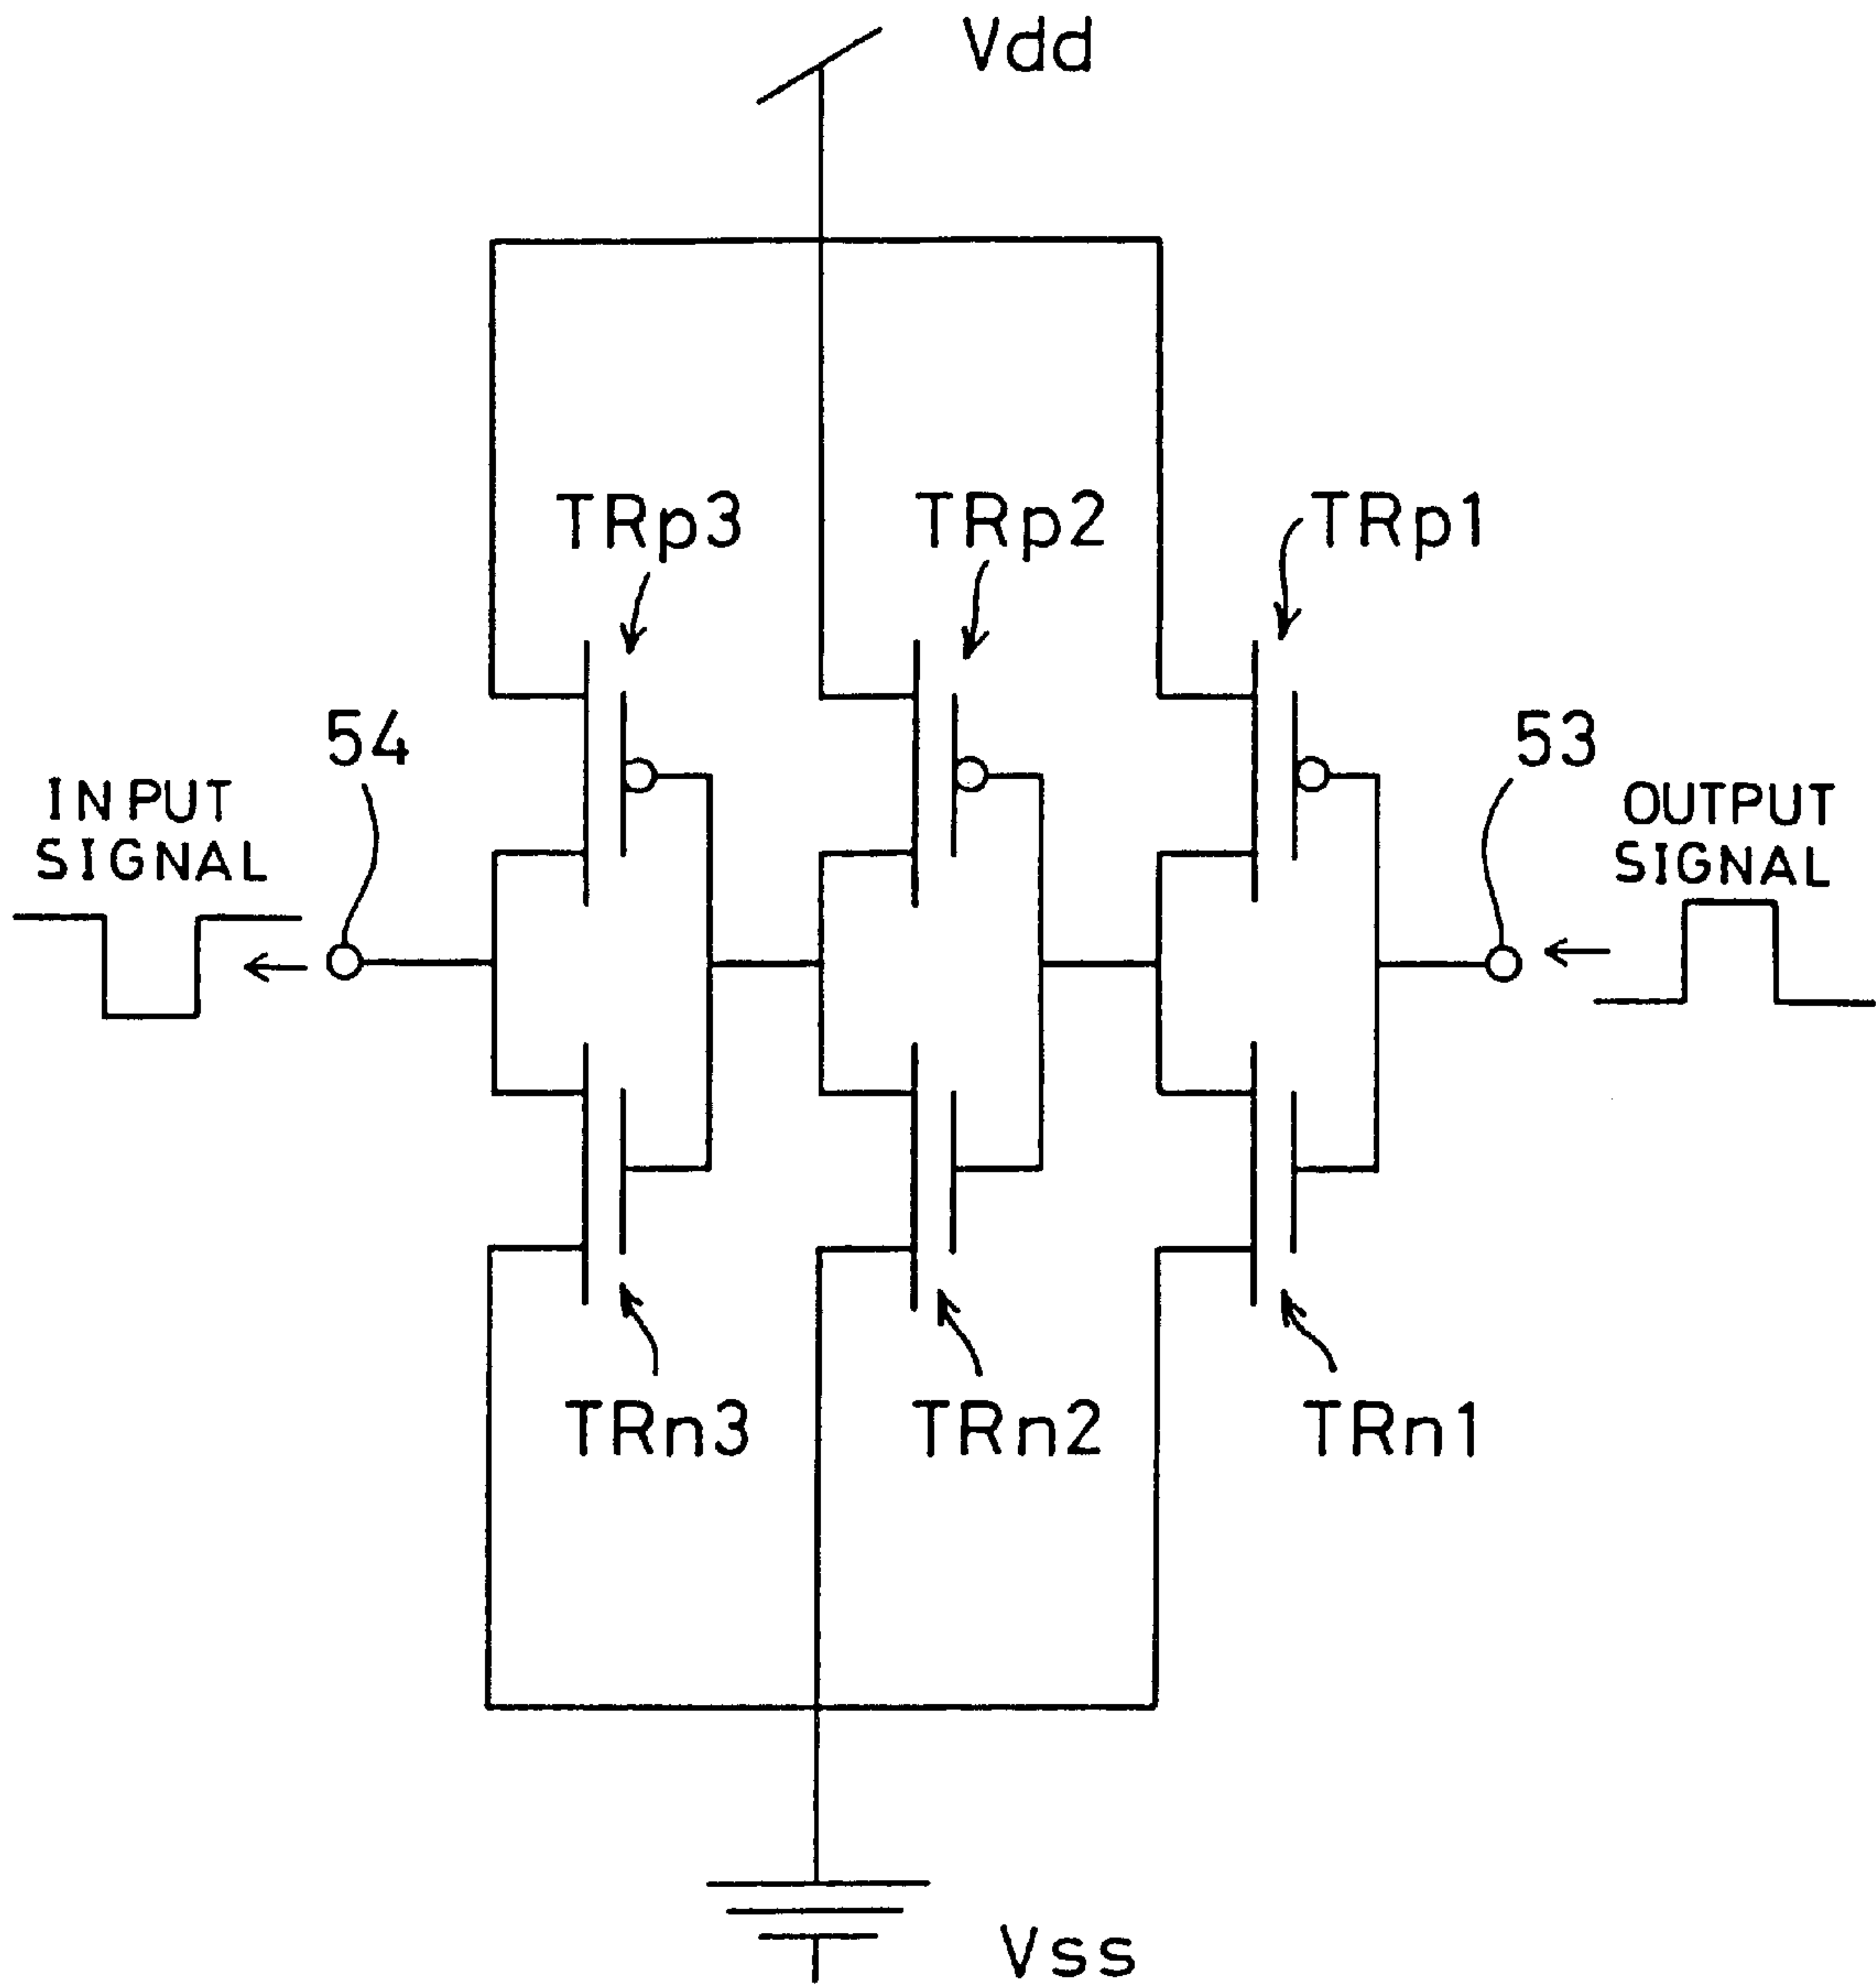 Vdd
TRp3
TRp2
TRp1
54
53
INPUT
SIGNAL
OUTPUT
SIGNAL
TRn3
TRn2
TRn1
Vss